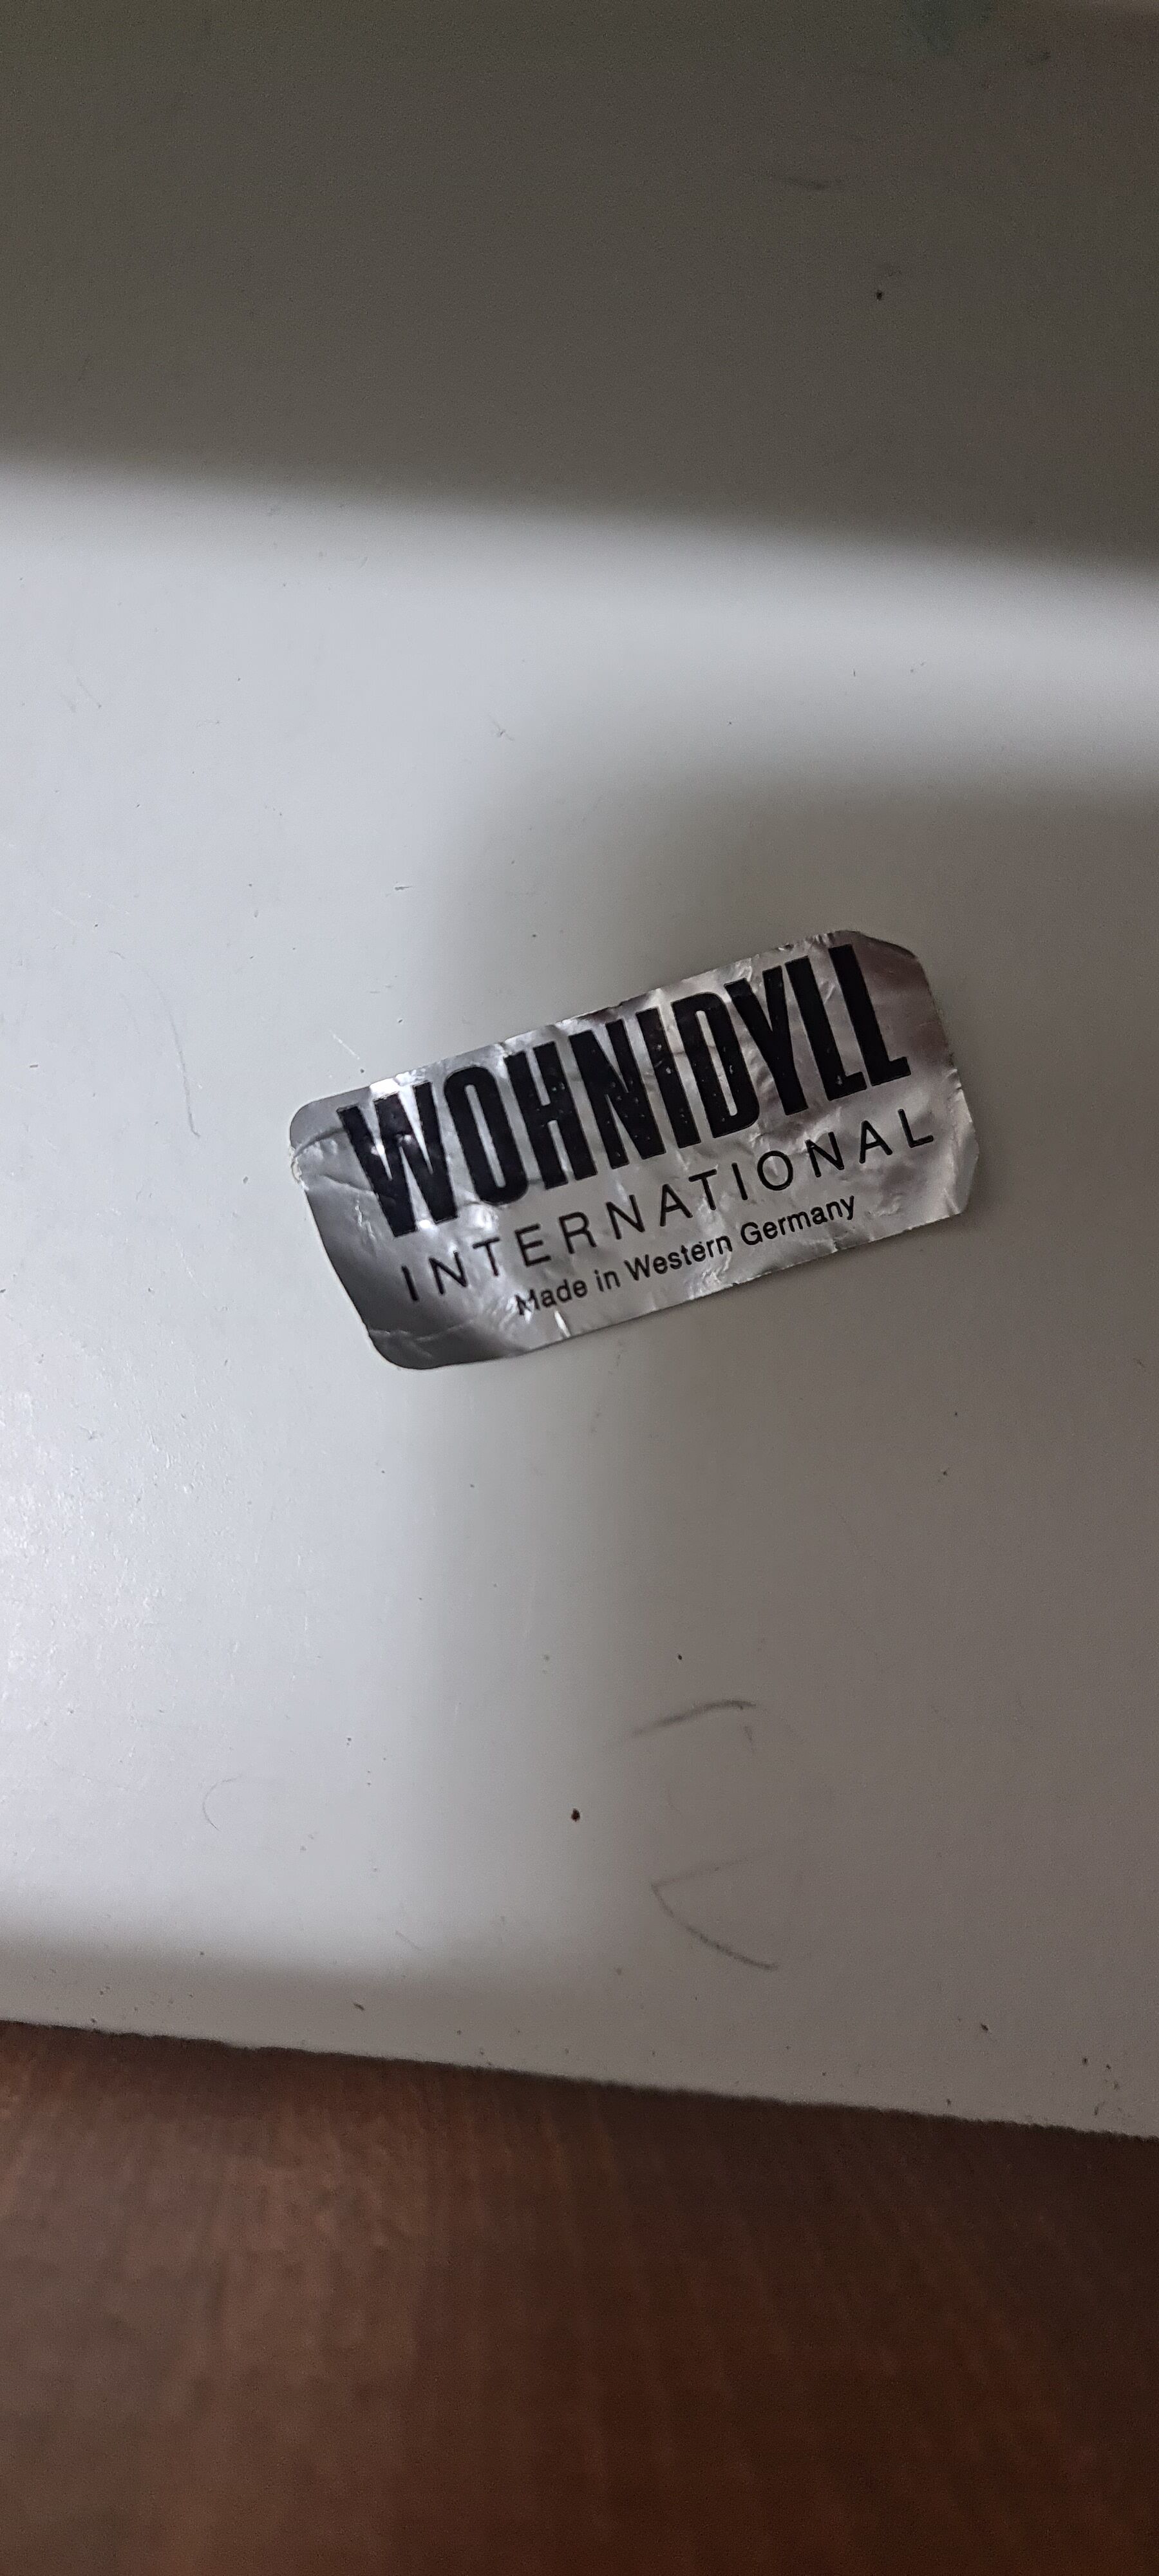 WOHNIDYLL
INTERNATIONAL
Made in Western Germany